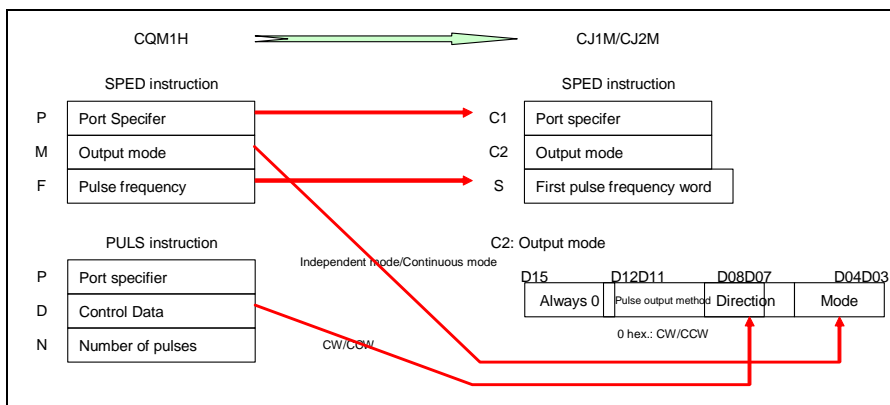 CQM1H CJ1M/CJ2M
SPED instruction SPED instruction
P Port Specifer C1 Port specifer
M Output mode C2 Output mode
F Pulse frequency S First pulse frequency word
PULS instruction C2: Output mode
Independent mode/Continuous mode
P Port specifier D15 D12D11 D08D07 D04D03
D Control Data Always 0 Pulse output method Direction Mode
N Number of pulses CW/CCW 0 hex.: CW/CCW